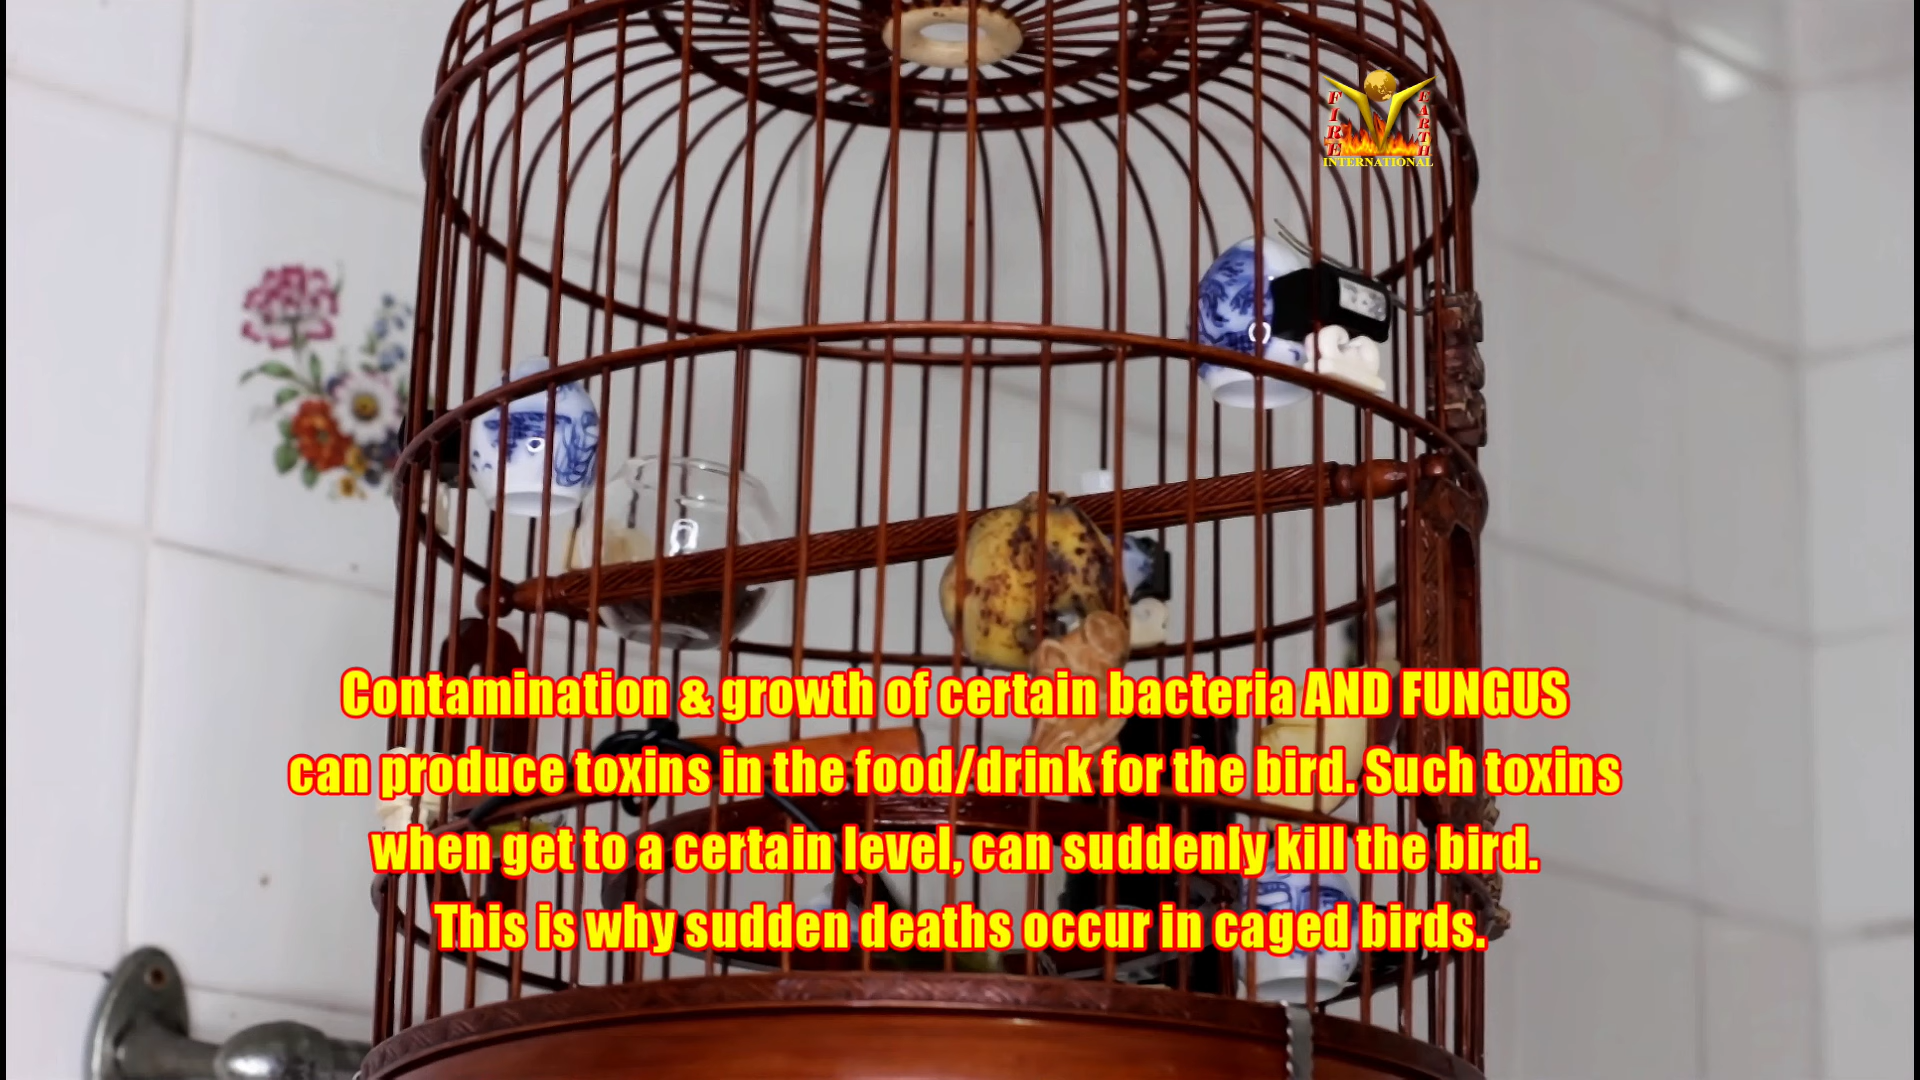 FIRE
EARTH
INTERNATIONAL
Contamination & growth of certain bacteria AND FUNGUS
can produce toxins in the food/drink for the bird. Such toxins
when get to a certain level, can suddenly kill the bird.
This is why sudden deaths occur in caged birds.